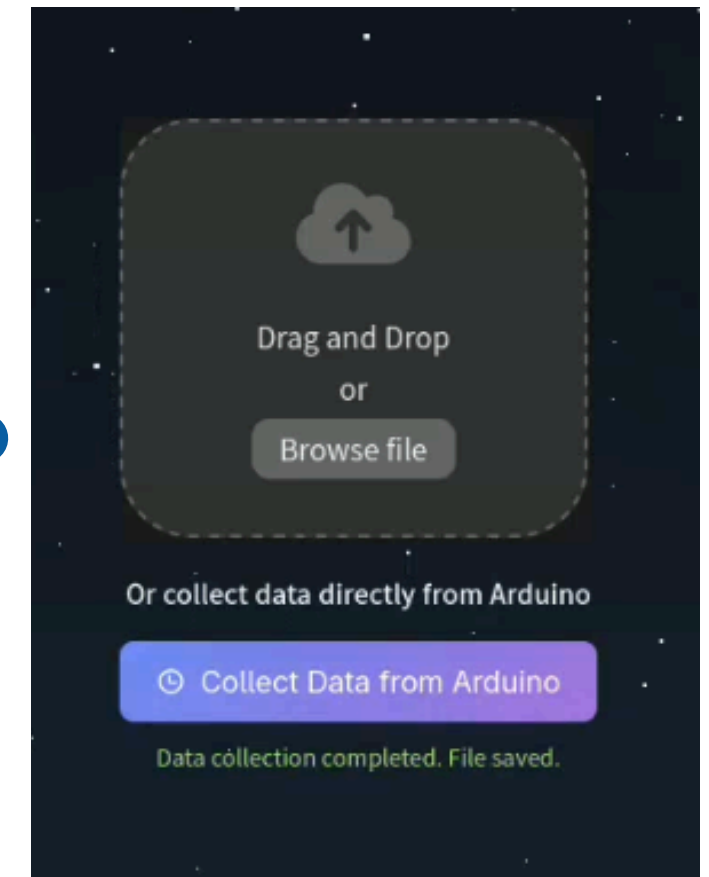 Drag and Drop
or
Browse file
Or collect data directly from Arduino
Collect Data from Arduino
Data collection completed. File saved.